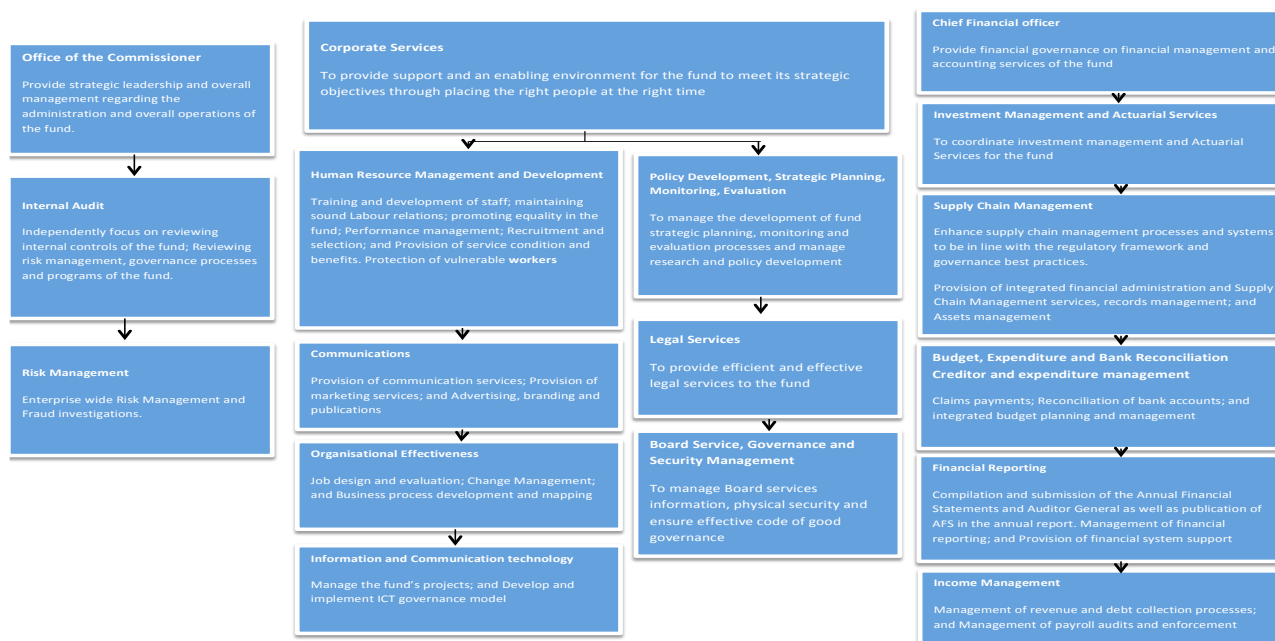 Office of the Commissioner
Provide strategic leadership and overall
management regarding the
administration and overall operations of
the fund.
Internal Audit
Independently focus on reviewing
internal controls of the fund; Reviewing
risk management, governance processes
and programs of the fund.
Risk Management
Enterprise wide Risk Management and
Fraud investigations.
Corporate Services
To provide support and an enabling environment for the fund to meet its strategic
objectives through placing the right people at the right time
Human Resource Management and Development
Training and development of staff; maintaining
sound Labour relations; promoting equality in the
fund; Performance management; Recruitment and
selection; and Provision of service condition and
benefits. Protection of vulnerable workers
Communications
Provision of communication services; Provision of
marketing services; and Advertising, branding and
publications
Organisational Effectiveness
Job design and evaluation; Change Management;
and Business process development and mapping
Information and Communication technology
Manage the fund's projects; and Develop and
implement ICT governance model
Policy Development, Strategic Planning,
Monitoring, Evaluation
To manage the development of fund
strategic planning, monitoring and
evaluation processes and manage
research and policy development
Legal Services
To provide efficient and effective
legal services to the fund
Board Service, Governance and
Security Management
To manage Board services
information, physical security and
ensure effective code of good
governance
Chief Financial officer
Provide financial governance on financial management and
accounting services of the fund
Investment Management and Actuarial Services
To coordinate investment management and Actuarial
Services for the fund
Supply Chain Management
Enhance supply chain management processes and systems
to be in line with the regulatory framework and
governance best practices.
Provision of integrated financial administration and Supply
Chain Management services, records management; and
Assets management
Budget, Expenditure and Bank Reconciliation
Creditor and expenditure management
Claims payments; Reconciliation of bank accounts; and
integrated budget planning and management
Financial Reporting
Compilation and submission of the Annual Financial
Statements and Auditor General as well as publication of
AFS in the annual report. Management of financial
reporting; and Provision of financial system support
Income Management
Management of revenue and debt collection processes;
and Management of payroll audits and enforcement